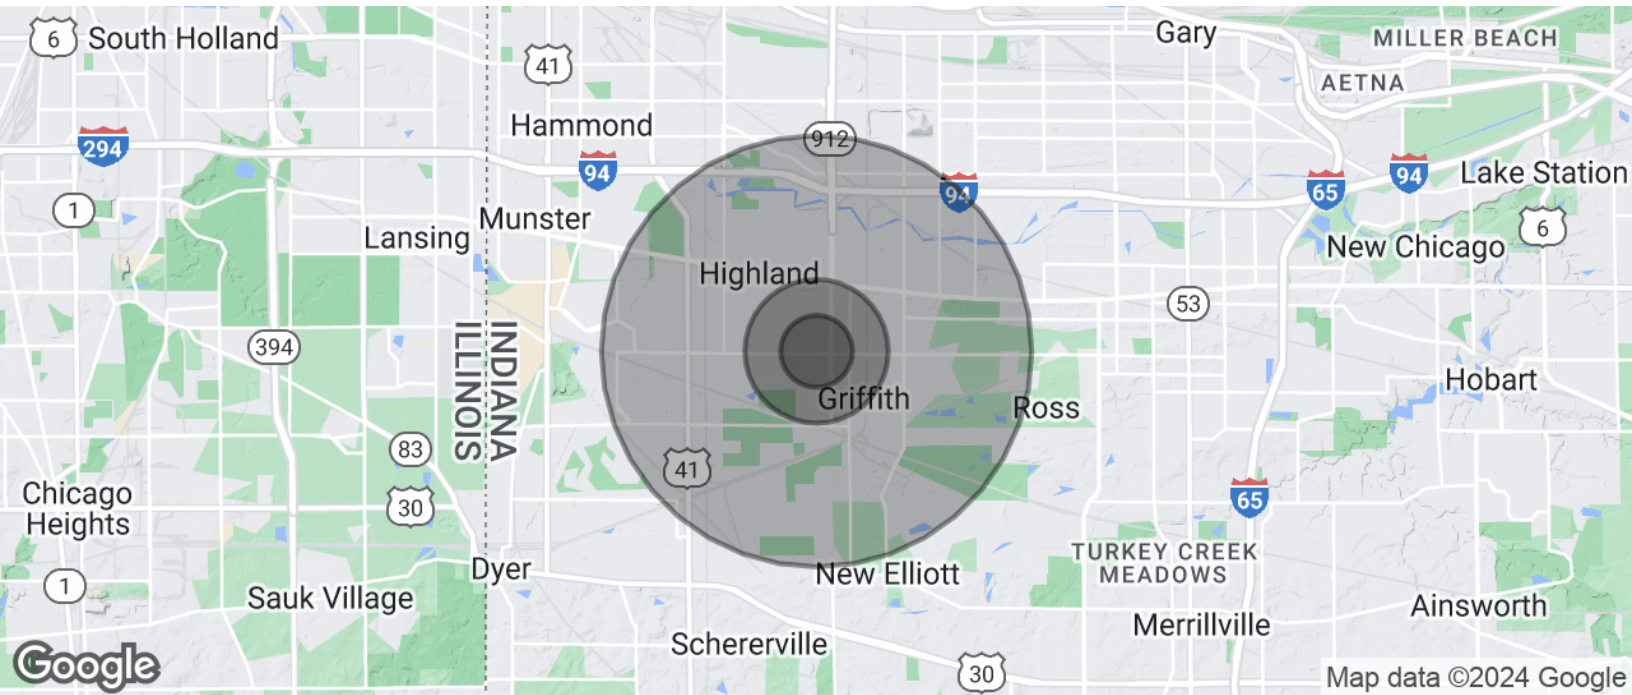 6
South Holland
41
Gary
MILLER BEACH
AETNA
Hammond
912
294
94
94
65
94
Lake Station
1
Munster
Lansing
6
New Chicago
Highland
53
394
INDIANA
ILLINOIS
Hobart
Griffith
Ross
83
41
Chicago
Heights
30
65
TURKEY CREEK
MEADOWS
Dyer
New Elliott
1
Sauk Village
Ainsworth
Merrillville
Schererville
Google
30
Map data ©2024 Google